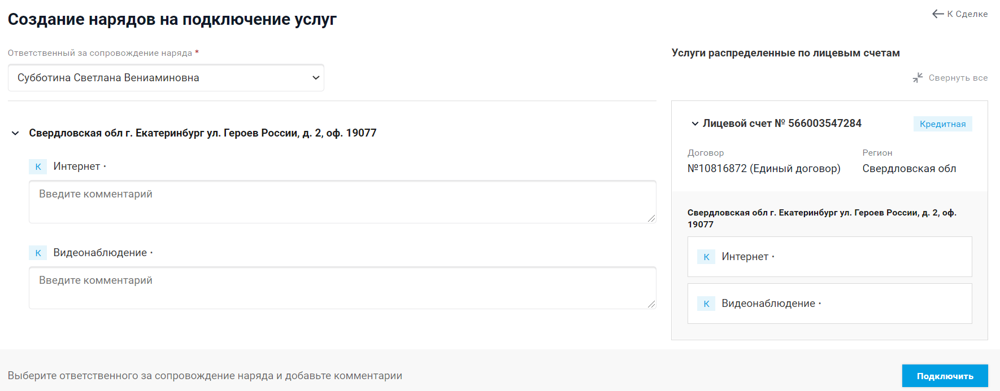 Создание нарядов на подключение услуг
К Сделке
Ответственный за сопровождение наряда *
Субботина Светлана Вениаминовна
Свердловская обл г. Екатеринбург ул. Героев России, д. 2, оф. 19077
К Интернет ·
Введите комментарий
К Видеонаблюдение ·
Введите комментарий
Услуги распределенные по лицевым счетам
Свернуть все
Лицевой счет № 566003547284
Кредитная
Договор
Регион
№10816872 (Единый договор)
Свердловская обл
Свердловская обл г. Екатеринбург ул. Героев России, д. 2, оф.
19077
К Интернет ·
К Видеонаблюдение ·
Выберите ответственного за сопровождение наряда и добавьте комментарии
Подключить